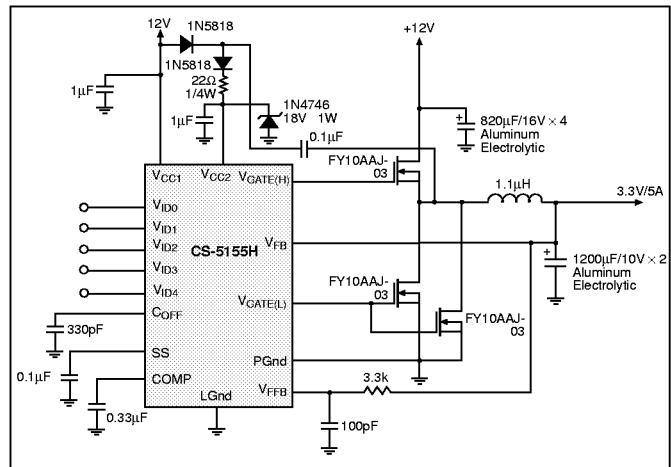 12V
1N5818
+12V
1N5818
22Ω
1/4W
1µF
1µF
1N4746
18V 1W
0.1µF
820µF/16V × 4
Aluminum
Electrolytic
VCC1
VCC2
VGATE(H)
FY10AAJ-
03
1.1µH
3.3V/5A
VID0
VID1
VID2
VID3
VID4
CS-5155H
VFB
1200µF/10V × 2
Aluminum
Electrolytic
VGATE(L)
FY10AAJ-
03
FY10AAJ-
03
COFF
330pF
SS
0.1µF
PGnd
COMP
0.33µF
LGnd
VFFB
3.3k
100pF